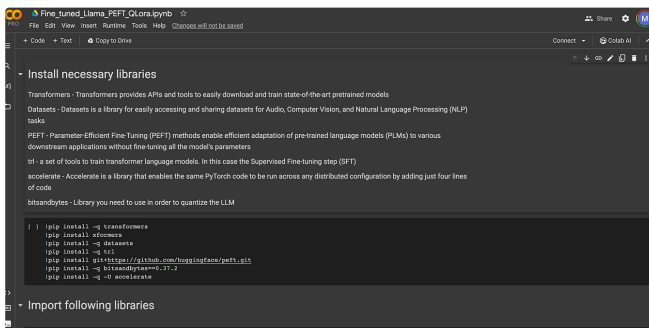 CO
PRO
Fine_tuned_Llama_PEFT_QLora.ipynb
File Edit View Insert Runtime Tools Help Changes will not be saved
Share
M
+ Code + Text Copy to Drive
Connect
Colab AI
Install necessary libraries
Transformers - Transformers provides APIs and tools to easily download and train state-of-the-art pretrained models
Datasets - Datasets is a library for easily accessing and sharing datasets for Audio, Computer Vision, and Natural Language Processing (NLP)
tasks
PEFT - Parameter-Efficient Fine-Tuning (PEFT) methods enable efficient adaptation of pre-trained language models (PLMs) to various
downstream applications without fine-tuning all the model's parameters
trl - a set of tools to train transformer language models. In this case the Supervised Fine-tuning step (SFT)
accelerate - Accelerate is a library that enables the same PyTorch code to be run across any distributed configuration by adding just four lines
of code
bitsandbytes - Library you need to use in order to quantize the LLM
[ ] !pip install -q transformers
!pip install xformers
!pip install -q datasets
!pip install -q trl
!pip install git+https://github.com/huggingface/peft.git
!pip install -q bitsandbytes==0.37.2
!pip install -q -U accelerate
Import following libraries